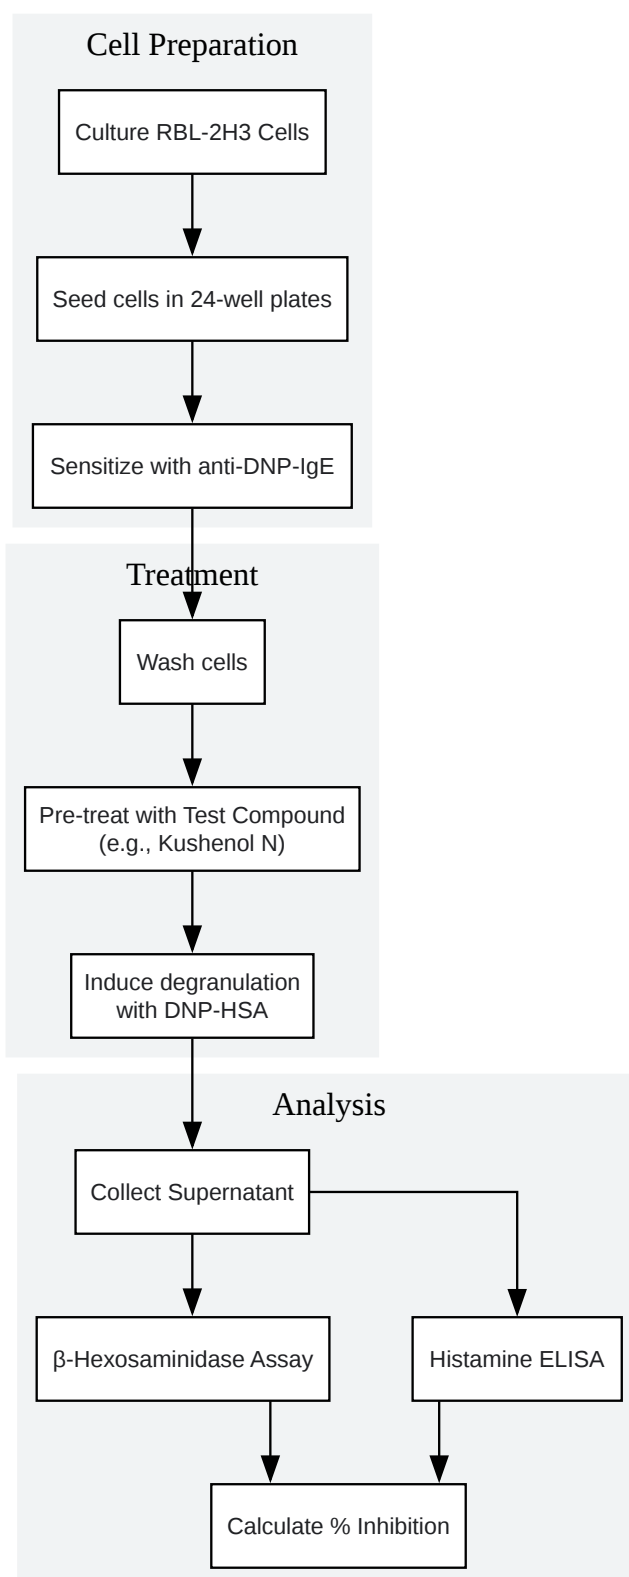 Cell Preparation
Culture RBL-2H3 Cells
Seed cells in 24-well plates
Sensitize with anti-DNP-IgE
Treatment
Wash cells
Pre-treat with Test Compound
(e.g., Kushenol N)
Induce degranulation
with DNP-HSA
Analysis
Collect Supernatant
β-Hexosaminidase Assay
Histamine ELISA
Calculate % Inhibition